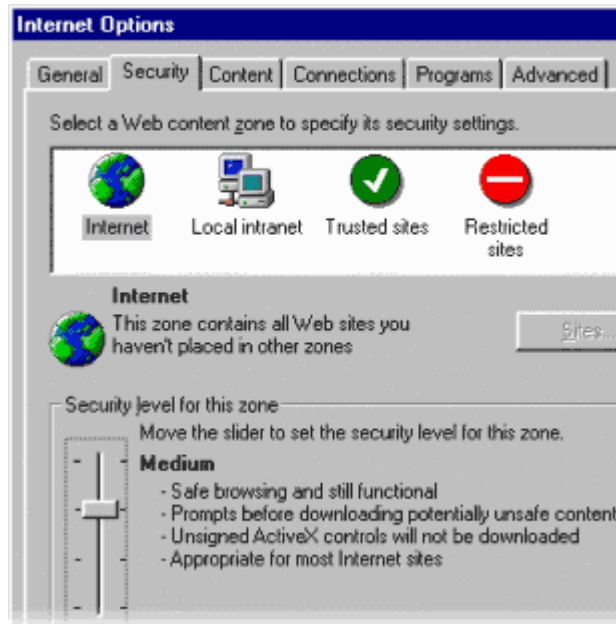 Internet Options
General Security Content Connections Programs Advanced
Select a Web content zone to specify its security settings.
Internet Local intranet Trusted sites Restricted
sites
Internet
This zone contains all Web sites you
haven't placed in other zones
Sites...
Security level for this zone
Move the slider to set the security level for this zone.
Medium
- Safe browsing and still functional
- Prompts before downloading potentially unsafe content
- Unsigned ActiveX controls will not be downloaded
- Appropriate for most Internet sites